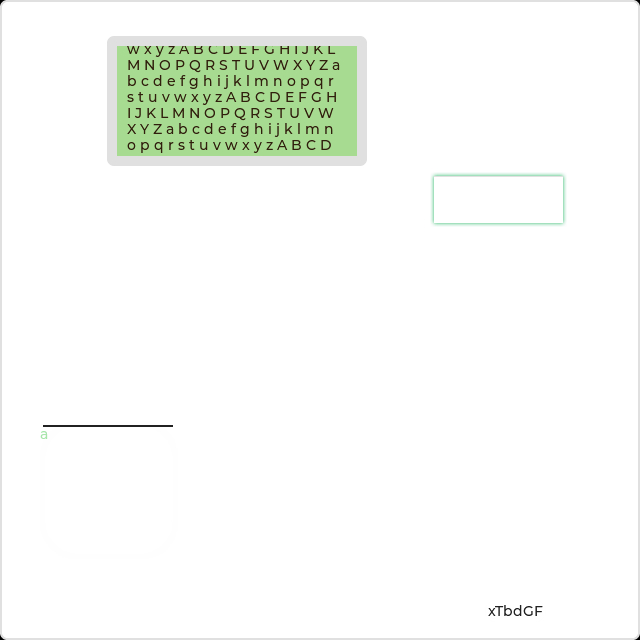 w x y z A B C D E F G H I J K L
M N O P Q R S T U V W X Y Z a
b c d e f g h i j k l m n o p q r
s t u v w x y z A B C D E F G H
I J K L M N O P Q R S T U V W
X Y Z a b c d e f g h i j k l m n
o p q r s t u v w x y z A B C D
a
xTbdGF